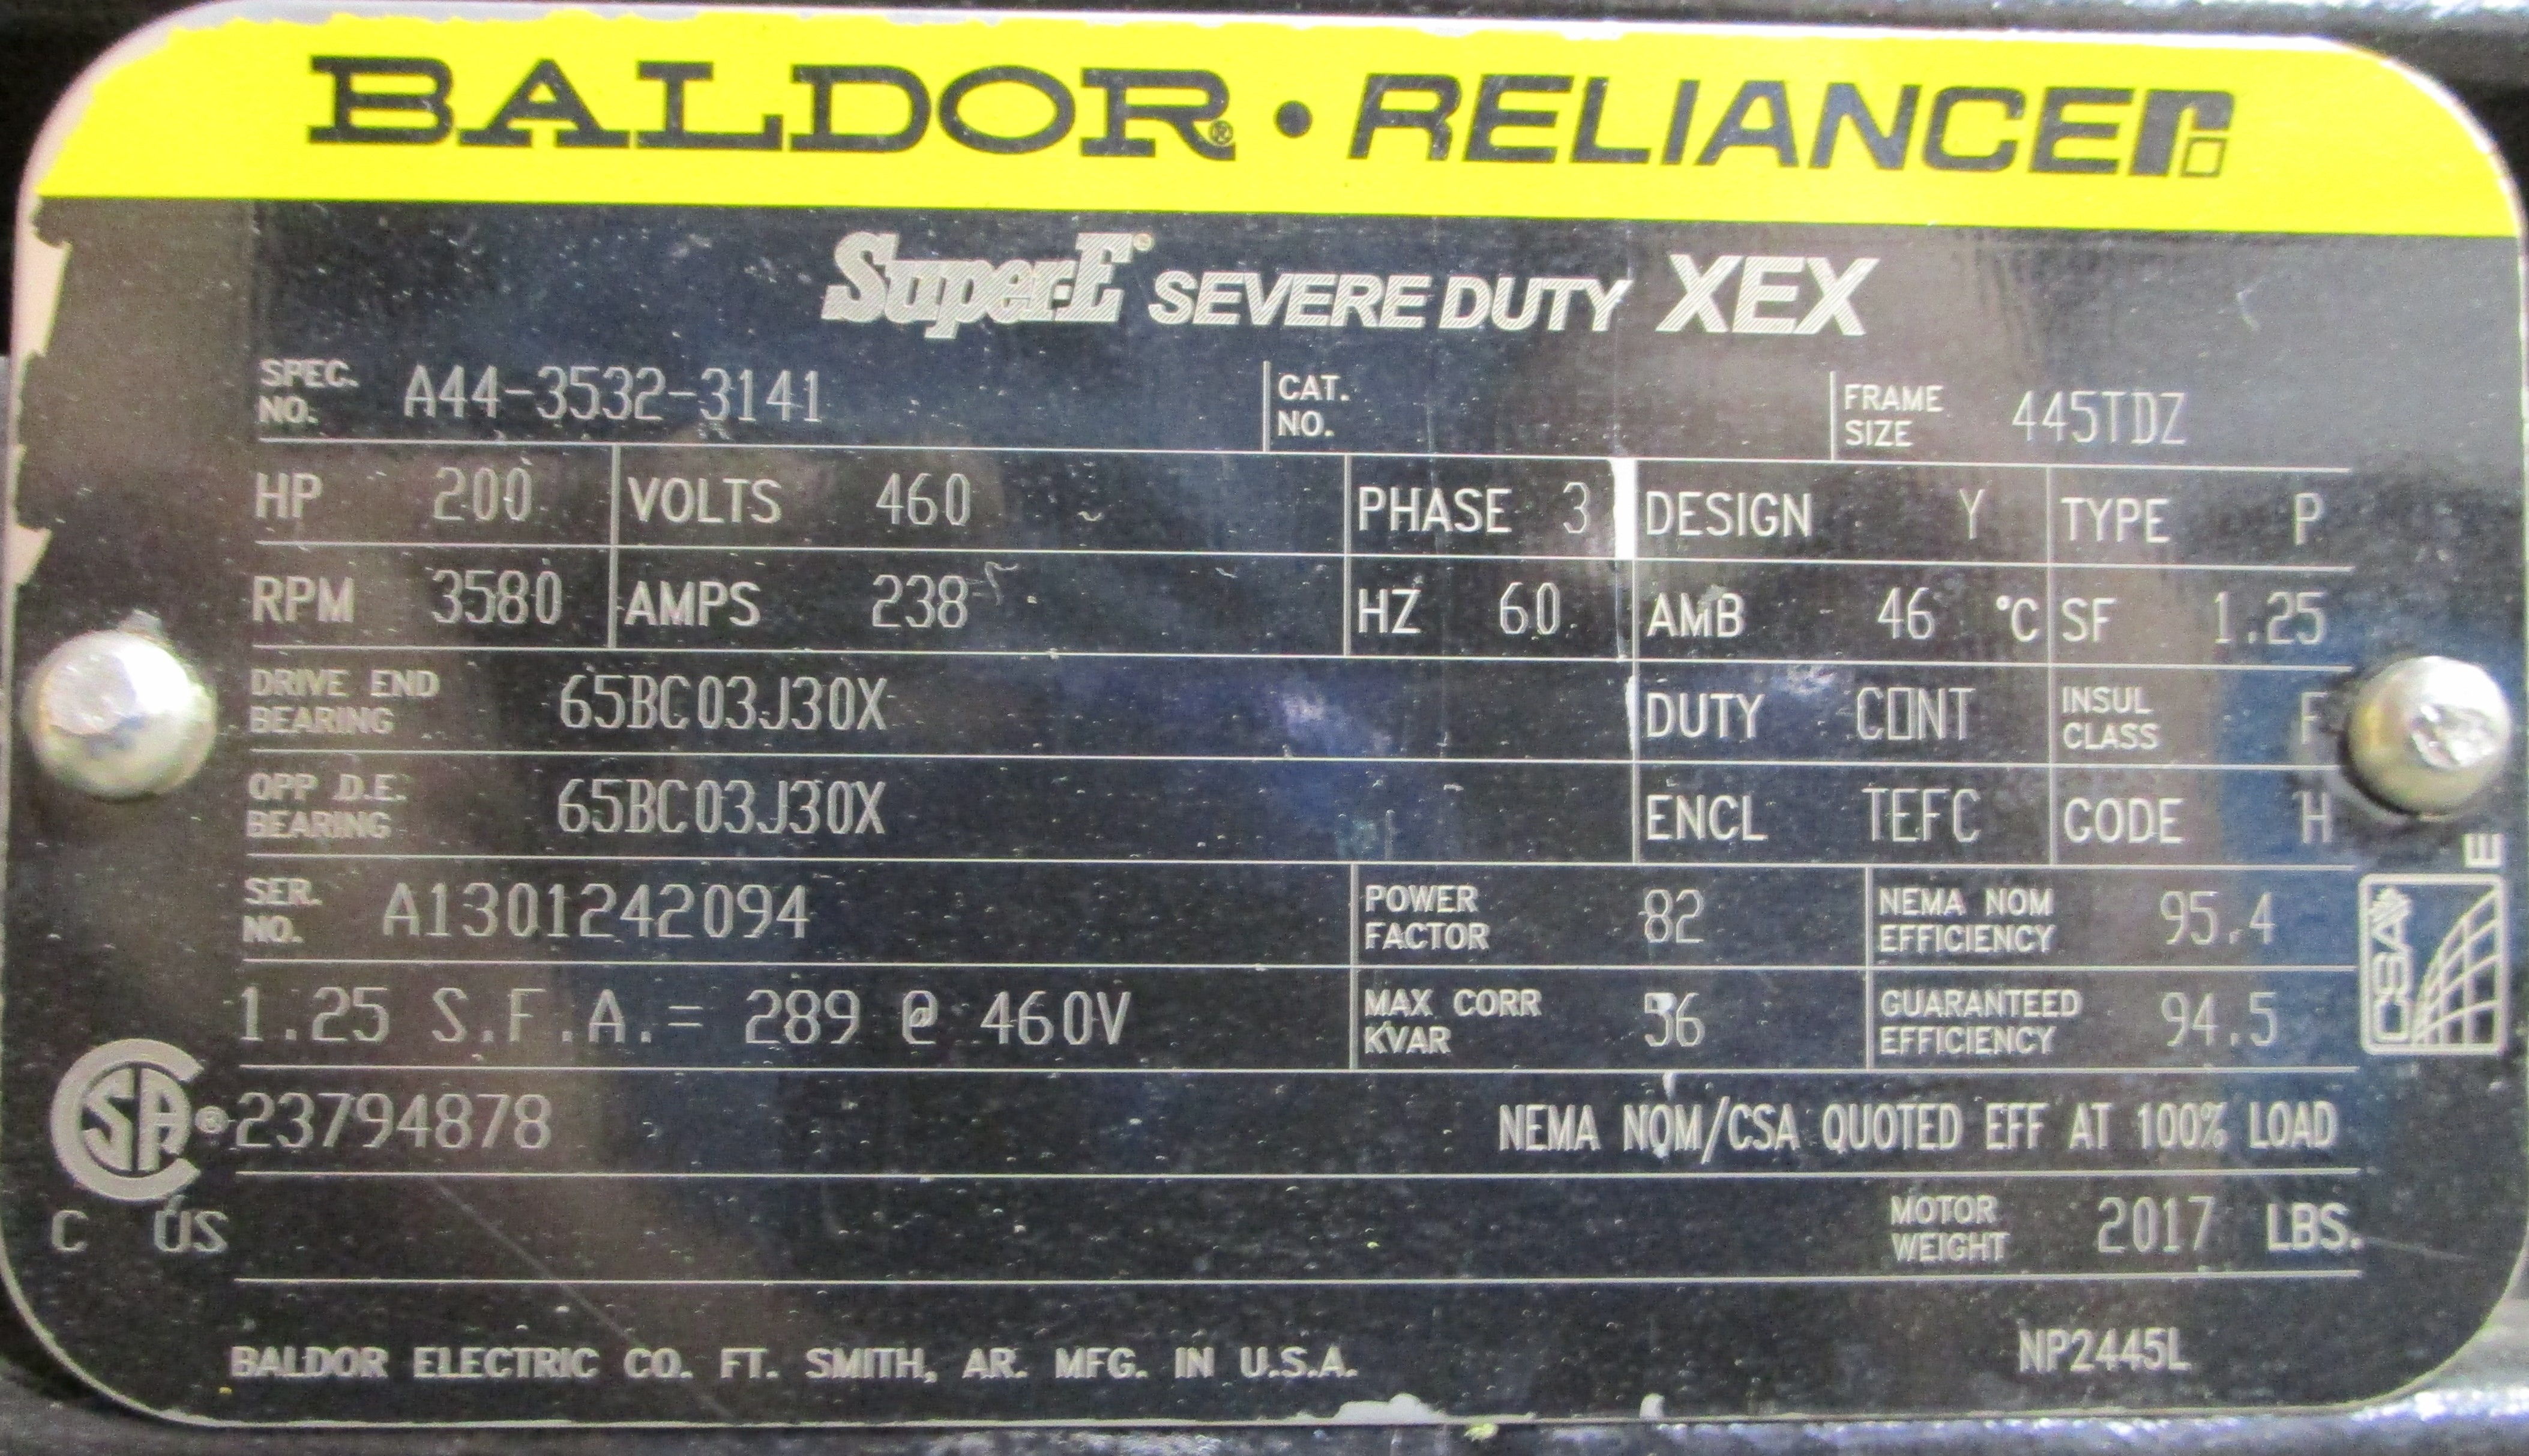 BALDOR® • RELIANCE
Super-E® SEVERE DUTY XEX
SPEC. NO. A44-3532-3141 CAT. NO. FRAME SIZE 445TDZ
HP 200 VOLTS 460 PHASE 3 DESIGN Y TYPE P
RPM 3580 AMPS 238 HZ 60 AMB 46 °C SF 1.25
DRIVE END BEARING 65BC03J30X DUTY CONT INSUL CLASS F
OPP D.E. BEARING 65BC03J30X ENCL TEFC CODE H
SER. NO. A1301242094 POWER FACTOR 82 NEMA NOM EFFICIENCY 95.4
1.25 S.F.A.= 289 @ 460V MAX CORR KVAR 36 GUARANTEED EFFICIENCY 94.5
CSA E
SA® 23794878 NEMA NOM/CSA QUOTED EFF AT 100% LOAD
C US
MOTOR WEIGHT 2017 LBS.
NP2445L
BALDOR ELECTRIC CO. FT. SMITH, AR. MFG. IN U.S.A.